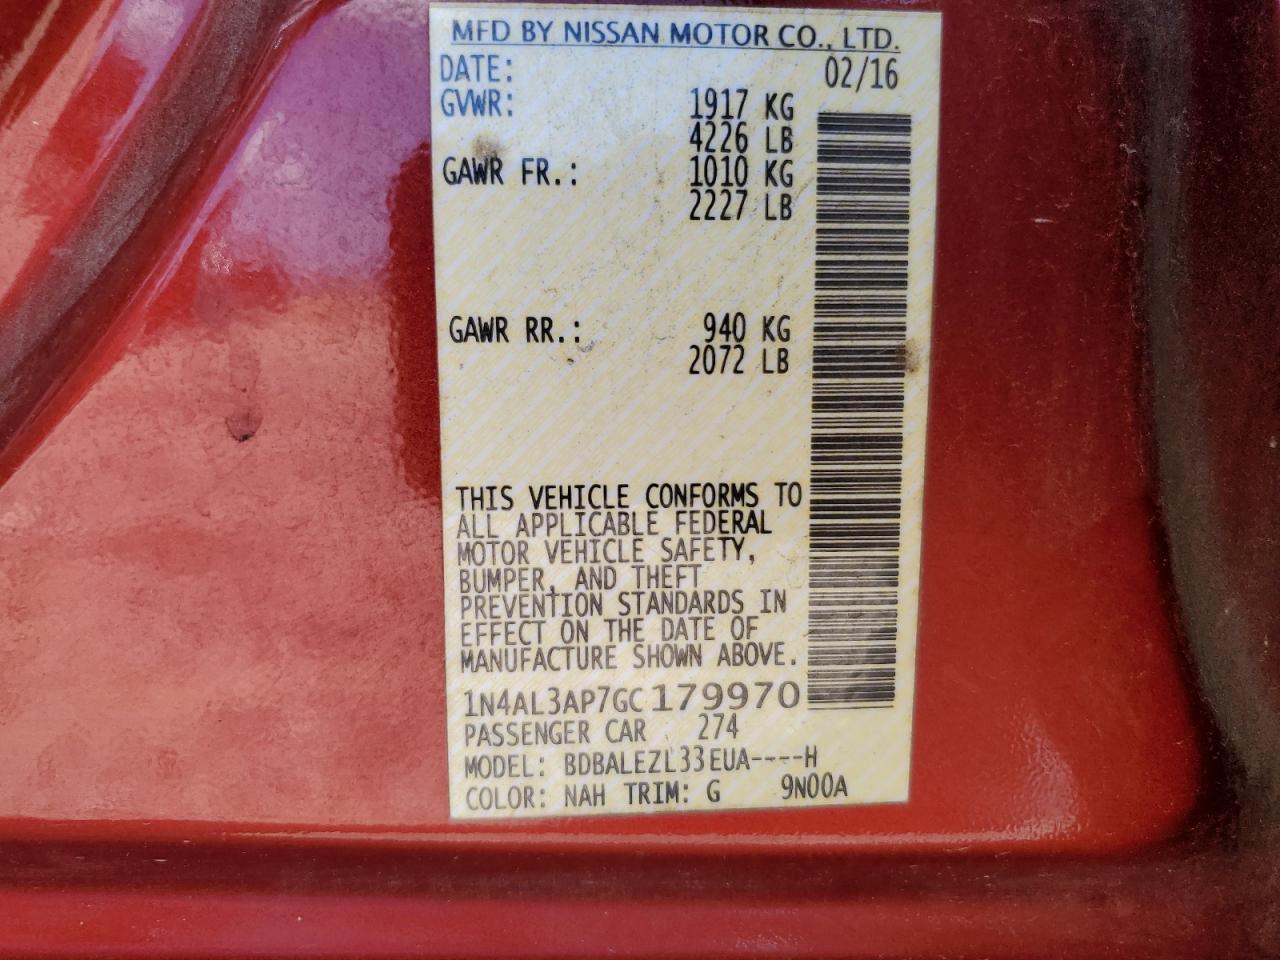 MFD BY NISSAN MOTOR CO., LTD.
DATE: 02/16
GVWR: 1917 KG
4226 LB
GAWR FR.: 1010 KG
2227 LB
GAWR RR.: 940 KG
2072 LB
THIS VEHICLE CONFORMS TO
ALL APPLICABLE FEDERAL
MOTOR VEHICLE SAFETY,
BUMPER, AND THEFT
PREVENTION STANDARDS IN
EFFECT ON THE DATE OF
MANUFACTURE SHOWN ABOVE.
1N4AL3AP7GC179970
PASSENGER CAR 274
MODEL: BDBALEZL33EUA----H
COLOR: NAH TRIM: G 9N00A